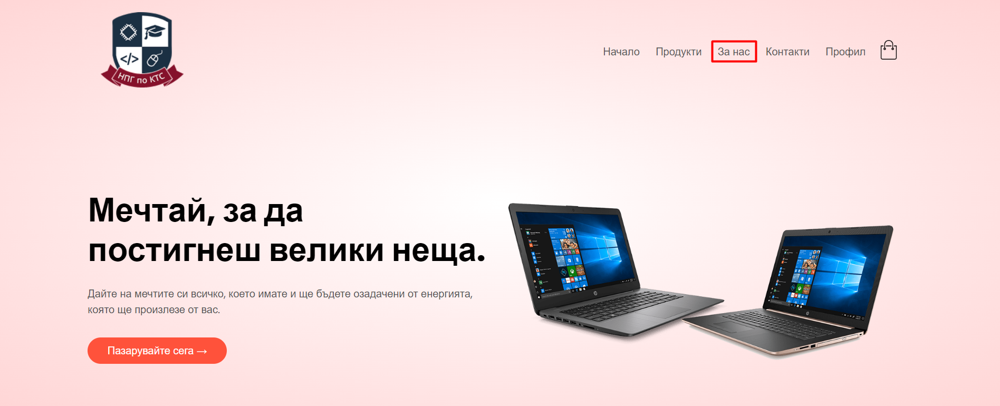 НПГ по КТС
Начало Продукти За нас Контакти Профил
Мечтай, за да
постигнеш велики неща.
Дайте на мечтите си всичко, което имате и ще бъдете озадачени от енергията,
която ще произлезе от вас.
Пазарувайте сега →